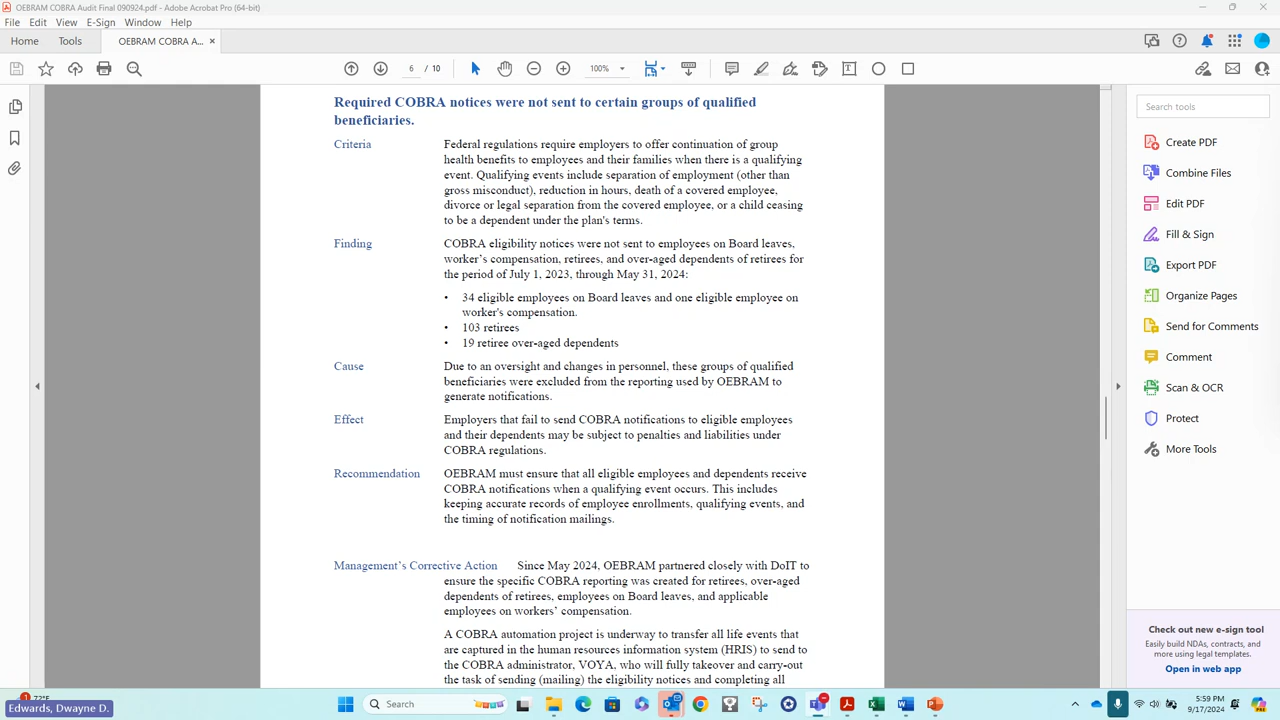 OEBRAM COBRA Audit Final 090924.pdf - Adobe Acrobat Pro (64-bit)
File Edit View E-Sign Window Help
Home Tools OEBRAM COBRA A... ×
6 / 10 100%
Required COBRA notices were not sent to certain groups of qualified
beneficiaries.
Criteria Federal regulations require employers to offer continuation of group
health benefits to employees and their families when there is a qualifying
event. Qualifying events include separation of employment (other than
gross misconduct), reduction in hours, death of a covered employee,
divorce or legal separation from the covered employee, or a child ceasing
to be a dependent under the plan's terms.
Finding COBRA eligibility notices were not sent to employees on Board leaves,
worker’s compensation, retirees, and over-aged dependents of retirees for
the period of July 1, 2023, through May 31, 2024:
• 34 eligible employees on Board leaves and one eligible employee on
worker's compensation.
• 103 retirees
• 19 retiree over-aged dependents
Cause Due to an oversight and changes in personnel, these groups of qualified
beneficiaries were excluded from the reporting used by OEBRAM to
generate notifications.
Effect Employers that fail to send COBRA notifications to eligible employees
and their dependents may be subject to penalties and liabilities under
COBRA regulations.
Recommendation OEBRAM must ensure that all eligible employees and dependents receive
COBRA notifications when a qualifying event occurs. This includes
keeping accurate records of employee enrollments, qualifying events, and
the timing of notification mailings.
Management’s Corrective Action Since May 2024, OEBRAM partnered closely with DoIT to
ensure the specific COBRA reporting was created for retirees, over-aged
dependents of retirees, employees on Board leaves, and applicable
employees on workers’ compensation.
A COBRA automation project is underway to transfer all life events that
are captured in the human resources information system (HRIS) to send to
the COBRA administrator, VOYA, who will fully takeover and carry-out
the task of sending (mailing) the eligibility notices and completing all
Search tools
Create PDF
Combine Files
Edit PDF
Fill & Sign
Export PDF
Organize Pages
Send for Comments
Comment
Scan & OCR
Protect
More Tools
Check out new e-sign tool
Easily build NDAs, contracts, and
more using legal templates.
Open in web app
1 72°F
Edwards, Dwayne D.
Search
5:59 PM
9/17/2024